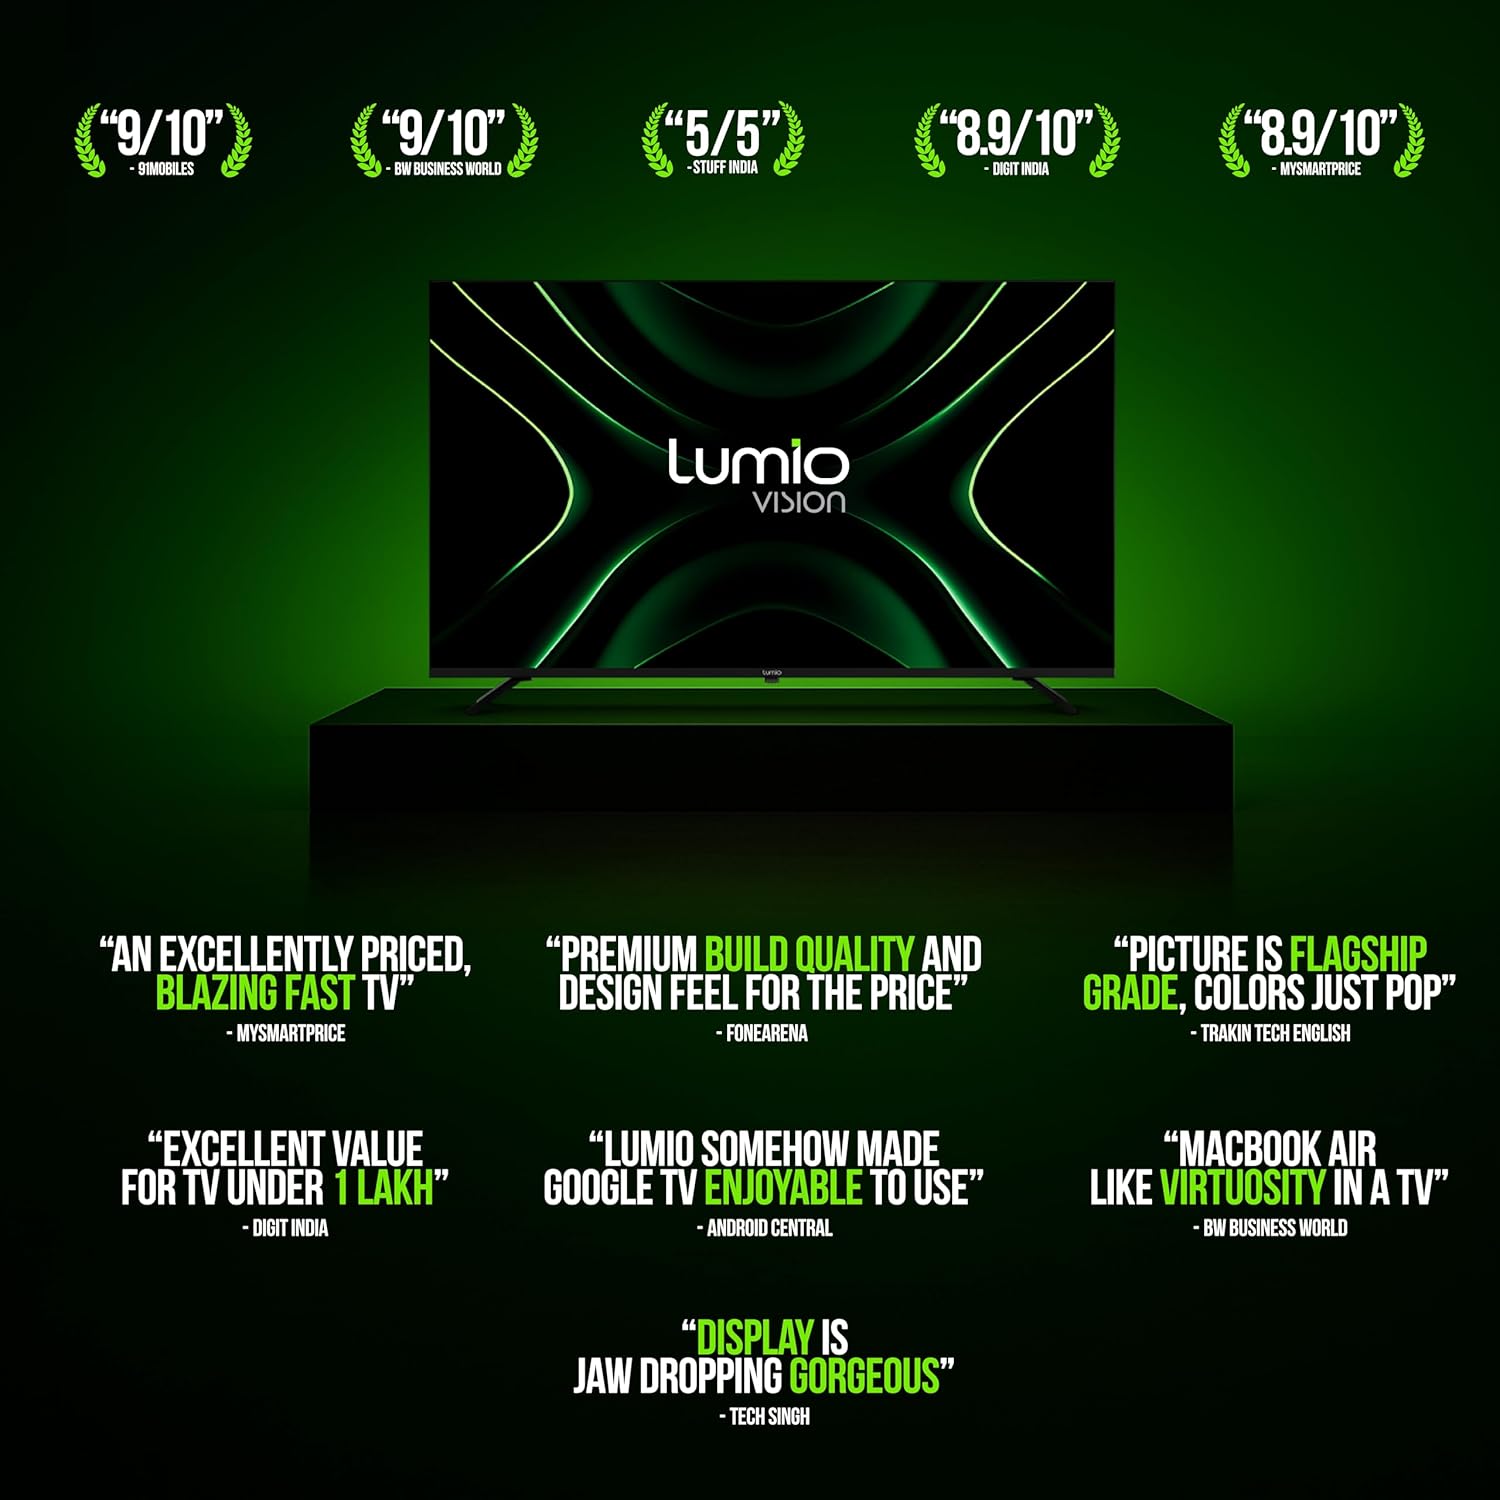 “9/10”
- 91MOBILES
“9/10”
- BW BUSINESS WORLD
“5/5”
-STUFF INDIA
“8.9/10”
- DIGIT INDIA
“8.9/10”
- MYSMARTPRICE
Lumio
VISION
Lumio
“AN EXCELLENTLY PRICED,
BLAZING FAST TV”
- MYSMARTPRICE
“PREMIUM BUILD QUALITY AND
DESIGN FEEL FOR THE PRICE”
- FONEARENA
“PICTURE IS FLAGSHIP
GRADE, COLORS JUST POP”
- TRAKIN TECH ENGLISH
“EXCELLENT VALUE
FOR TV UNDER 1 LAKH”
- DIGIT INDIA
“LUMIO SOMEHOW MADE
GOOGLE TV ENJOYABLE TO USE”
- ANDROID CENTRAL
“MACBOOK AIR
LIKE VIRTUOSITY IN A TV”
- BW BUSINESS WORLD
“DISPLAY IS
JAW DROPPING GORGEOUS”
- TECH SINGH